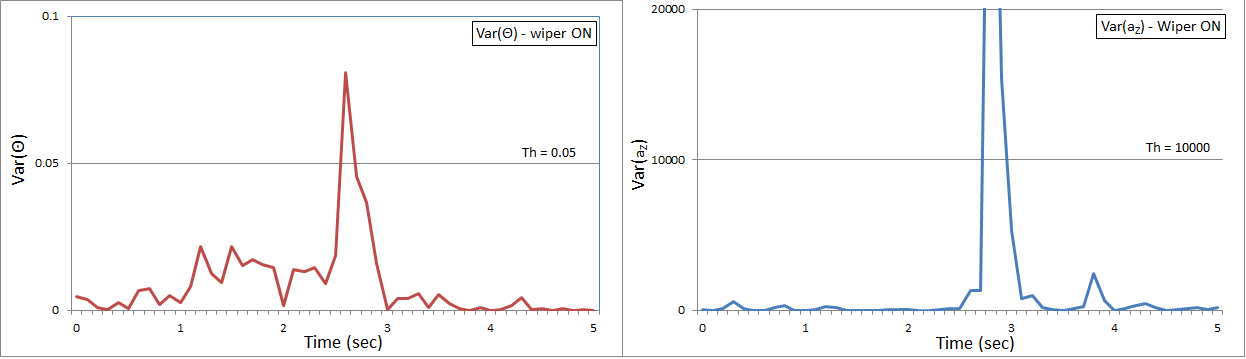 0.1
Var(Θ) - wiper ON
Var(Θ)
0.05
Th = 0.05
0
0 1 2 3 4 5
Time (sec)
20000
Var(aZ) - Wiper ON
Var(aZ)
10000
Th = 10000
0
0 1 2 3 4 5
Time (sec)